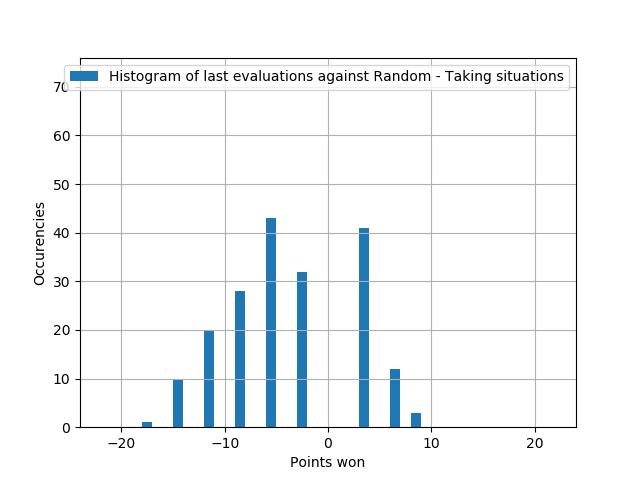 Histogram of last evaluations against Random - Taking situations
70
60
50
40
30
20
10
0
Occurencies
−20 −10 0 10 20
Points won